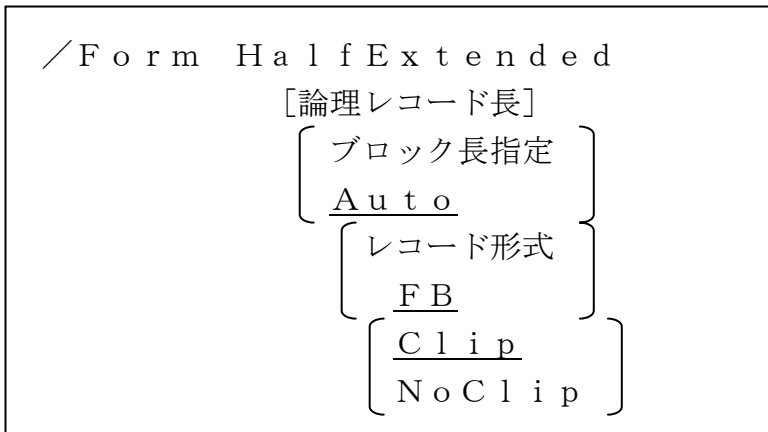 ／Ｆｏｒｍ　ＨａｌｆＥｘｔｅｎｄｅｄ
［論理レコード長］
ブロック長指定
Ａｕｔｏ
レコード形式
ＦＢ
Ｃｌｉｐ
ＮｏＣｌｉｐ